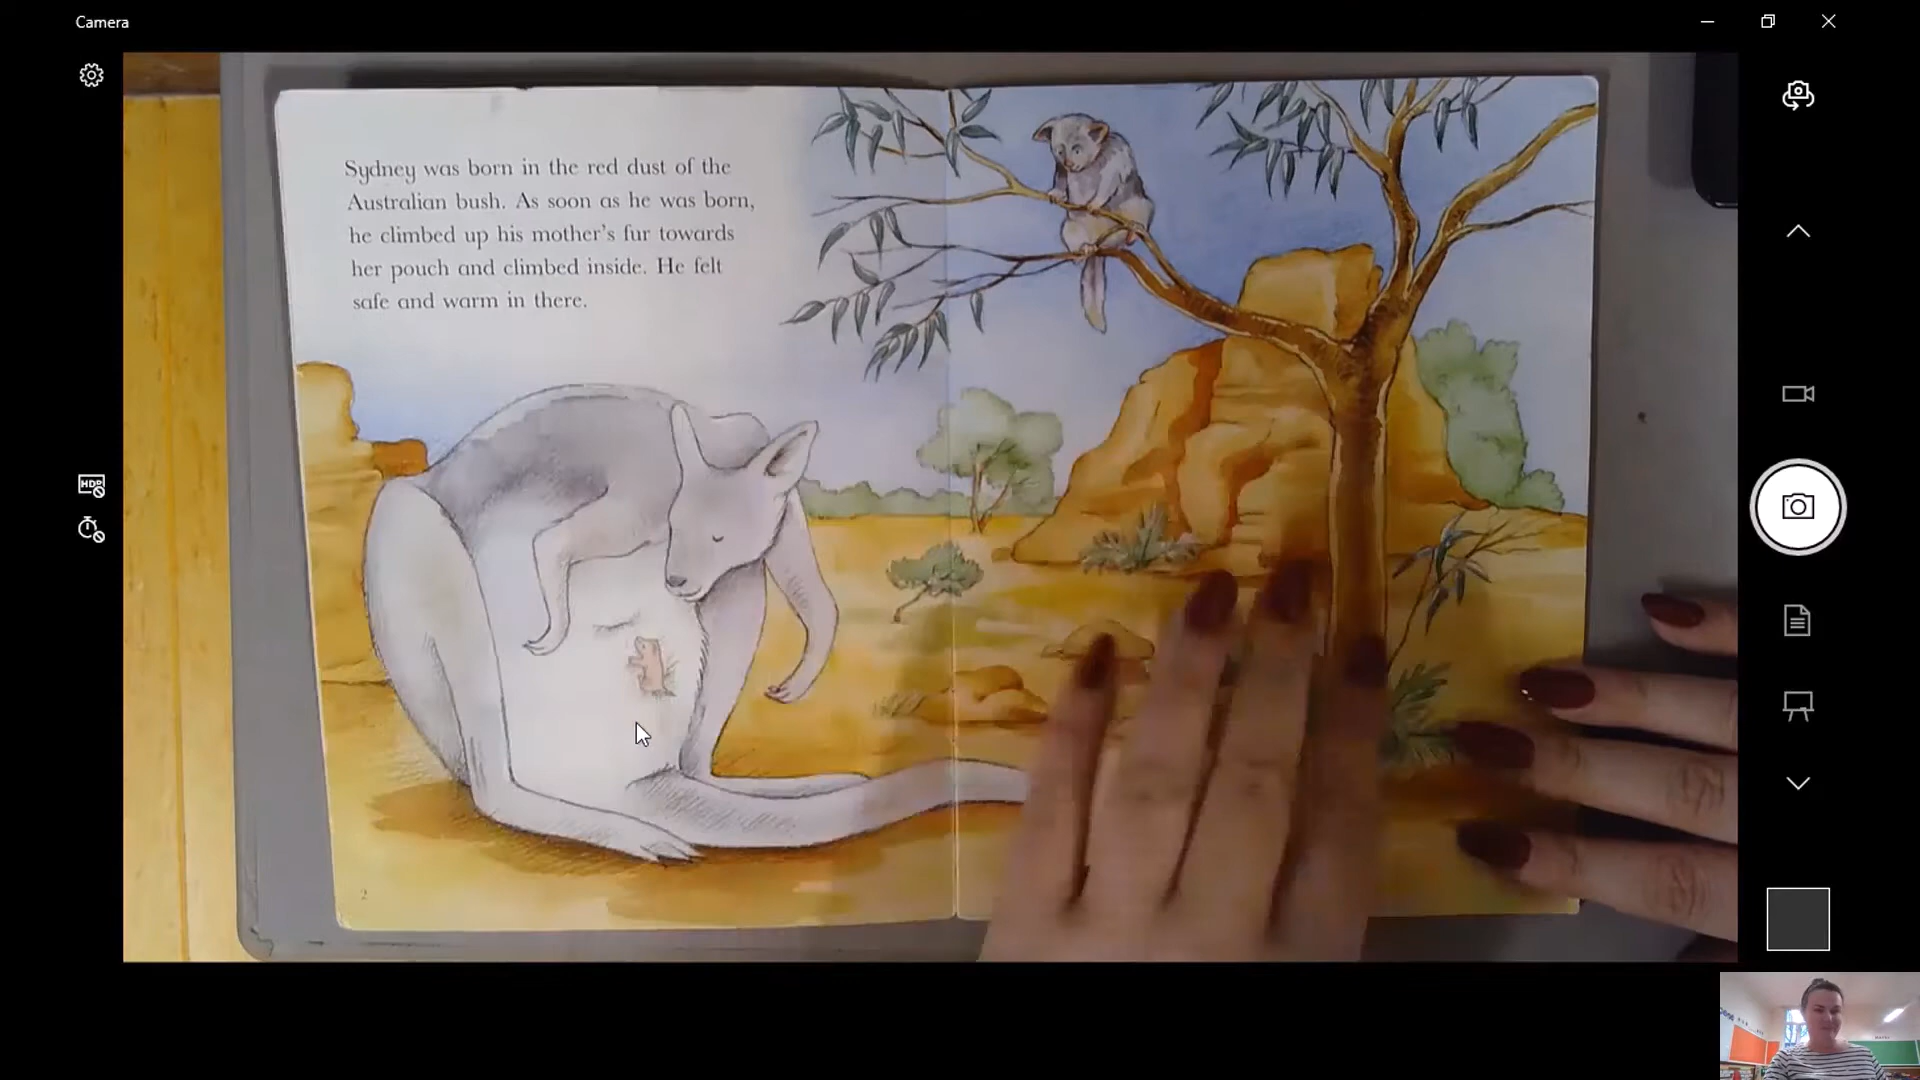 Camera
Sydney was born in the red dust of the
Australian bush. As soon as he was born,
he climbed up his mother's fur towards
her pouch and climbed inside. He felt
safe and warm in there.
2
HDR